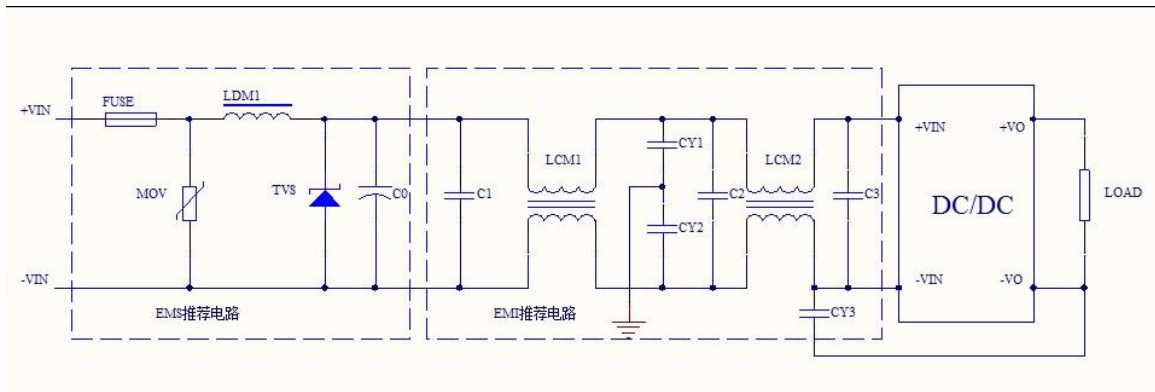 FUSE
LDM1
+VIN
MOV
TVS
C0
-VIN
EMS推荐电路
C1
LCM1
CY1
CY2
C2
LCM2
C3
EMI推荐电路
CY3
+VIN
+VO
DC/DC
-VIN
-VO
LOAD